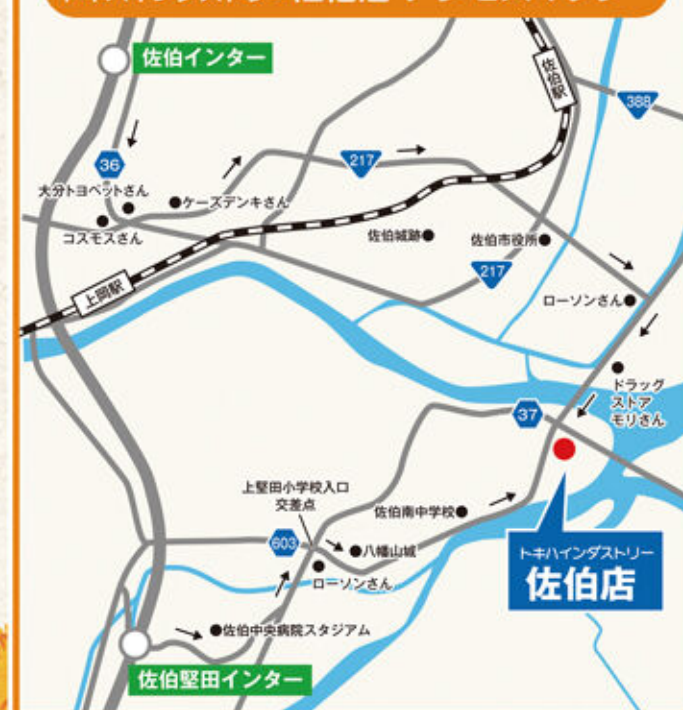 佐伯インター
佐伯駅
388
36
217
大分トヨペットさん
ケーズデンキさん
コスモスさん
佐伯城跡
佐伯市役所
217
上岡駅
ローソンさん
ドラッグ
ストア
モリさん
37
上堅田小学校入口
交差点
佐伯南中学校
603
八幡山城
ローソンさん
トキハインダストリー
佐伯店
佐伯中央病院スタジアム
佐伯堅田インター